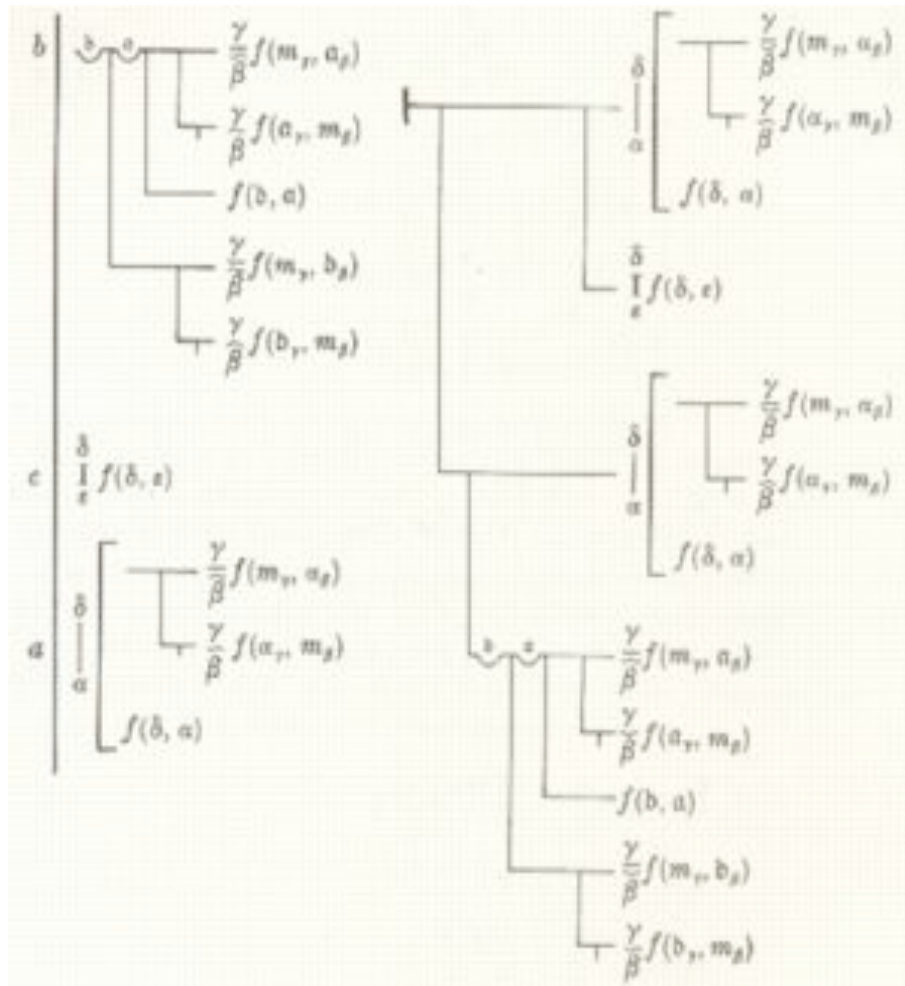 b
𝔡 𝔞
γ
β̃ f(m_γ, 𝔞_β)
γ
β̃ f(𝔞_γ, m_β)
f(𝔡, 𝔞)
γ
β̃ f(m_γ, 𝔡_β)
γ
β̃ f(𝔡_γ, m_β)
c
δ
I f(δ, ε)
ε
a
δ
α
γ
β̃ f(m_γ, α_β)
γ
β̃ f(α_γ, m_β)
f(δ, α)
δ
α
γ
β̃ f(m_γ, α_β)
γ
β̃ f(α_γ, m_β)
f(δ, α)
δ
I f(δ, ε)
ε
δ
α
γ
β̃ f(m_γ, α_β)
γ
β̃ f(α_γ, m_β)
f(δ, α)
𝔡 𝔞
γ
β̃ f(m_γ, 𝔞_β)
γ
β̃ f(𝔞_γ, m_β)
f(𝔡, 𝔞)
γ
β̃ f(m_γ, 𝔡_β)
γ
β̃ f(𝔡_γ, m_β)